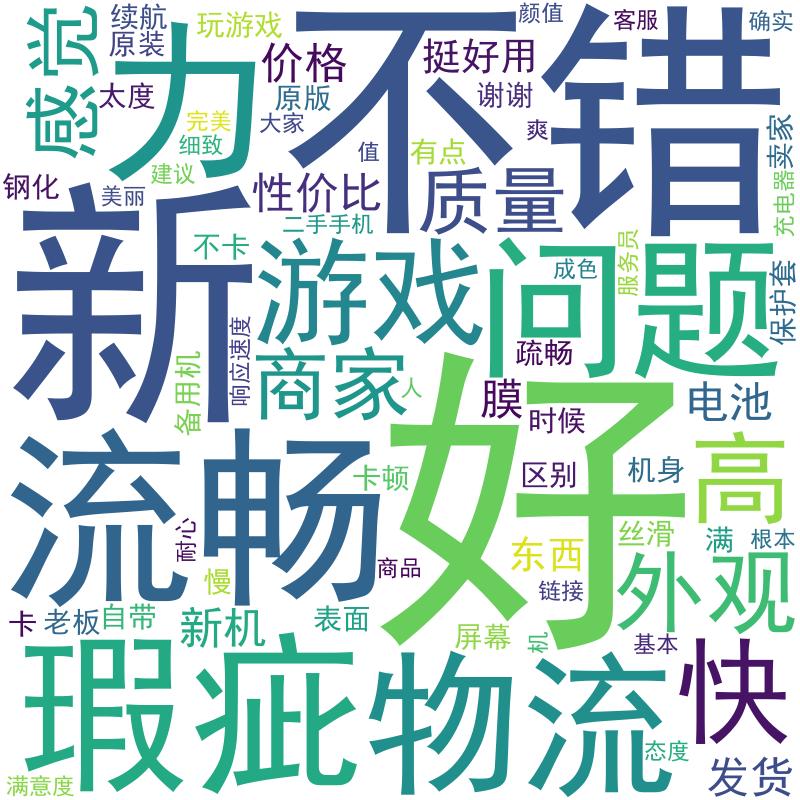 感觉
续航
原装
玩游戏
颜值
客服
确实
力
价格
不错
挺好用
太度
原版
谢谢
完美
大家
细致
值
有点
爽
卖家
钢化
建议
美丽
性价比
质量
充电器
二手手机
新
不卡
游戏
问题
服务员
成色
保护套
响应速度
备用机
商家
疏畅
膜
人
时候
电池
好
流畅
卡顿
区别
机身
高
耐心
慢
商品
东西
链接
丝滑
满
根本
外观
卡
老板
自带
新机
表面
屏幕
机
基本
瑕疵
物流
快
态度
满意度
发货